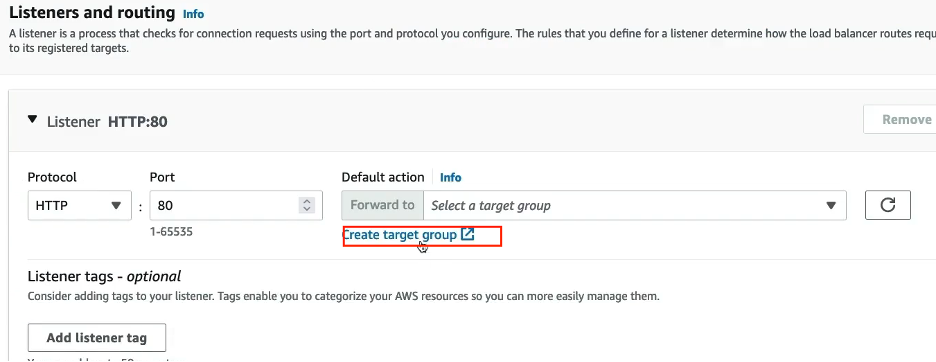 Listeners and routing Info
A listener is a process that checks for connection requests using the port and protocol you configure. The rules that you define for a listener determine how the load balancer routes requ
to its registered targets.
Listener HTTP:80
Remove
Protocol Port Default action Info
HTTP : 80 Forward to Select a target group
1-65535 Create target group
Listener tags - optional
Consider adding tags to your listener. Tags enable you to categorize your AWS resources so you can more easily manage them.
Add listener tag